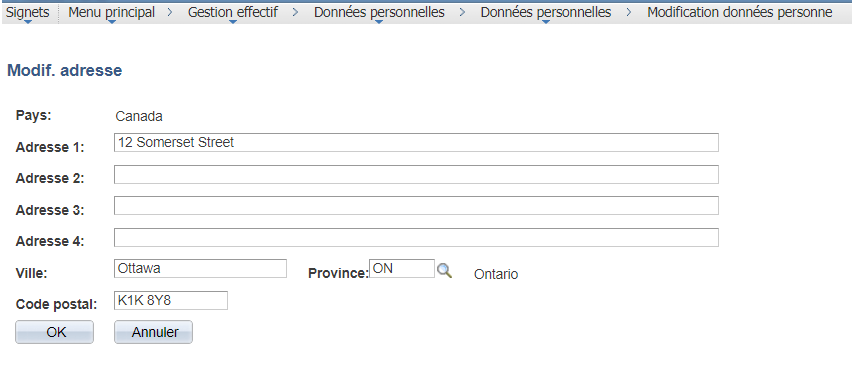 Signets Menu principal > Gestion effectif > Données personnelles > Données personnelles > Modification données personne
Modif. adresse
Pays: Canada
Adresse 1: 12 Somerset Street
Adresse 2:
Adresse 3:
Adresse 4:
Ville: Ottawa Province: ON Ontario
Code postal: K1K 8Y8
OK Annuler